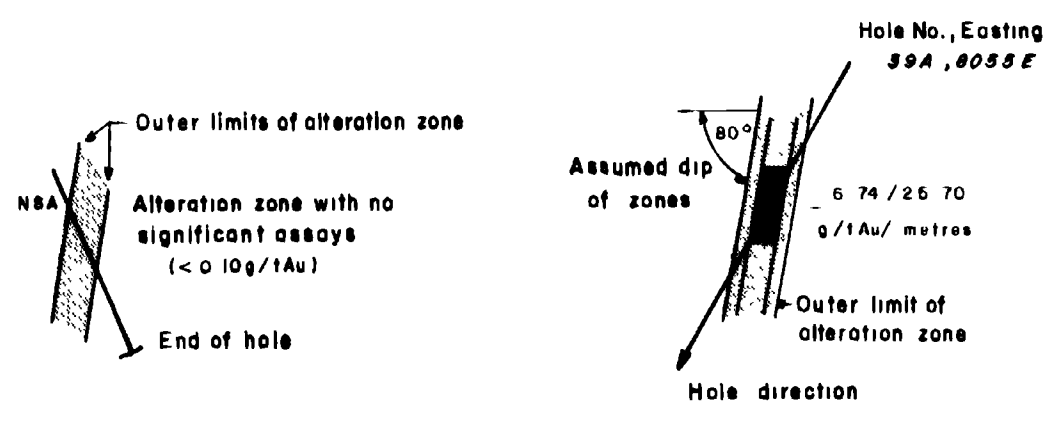 Outer limits of alteration zone
NSA
Alteration zone with no
significant assays
(< 0 10g/tAu)
End of hole
Hole No., Easting
39A, 8055E
80°
Assumed dip
of zones
6 74 / 26 70
g/tAu/ metres
Outer limit of
alteration zone
Hole direction